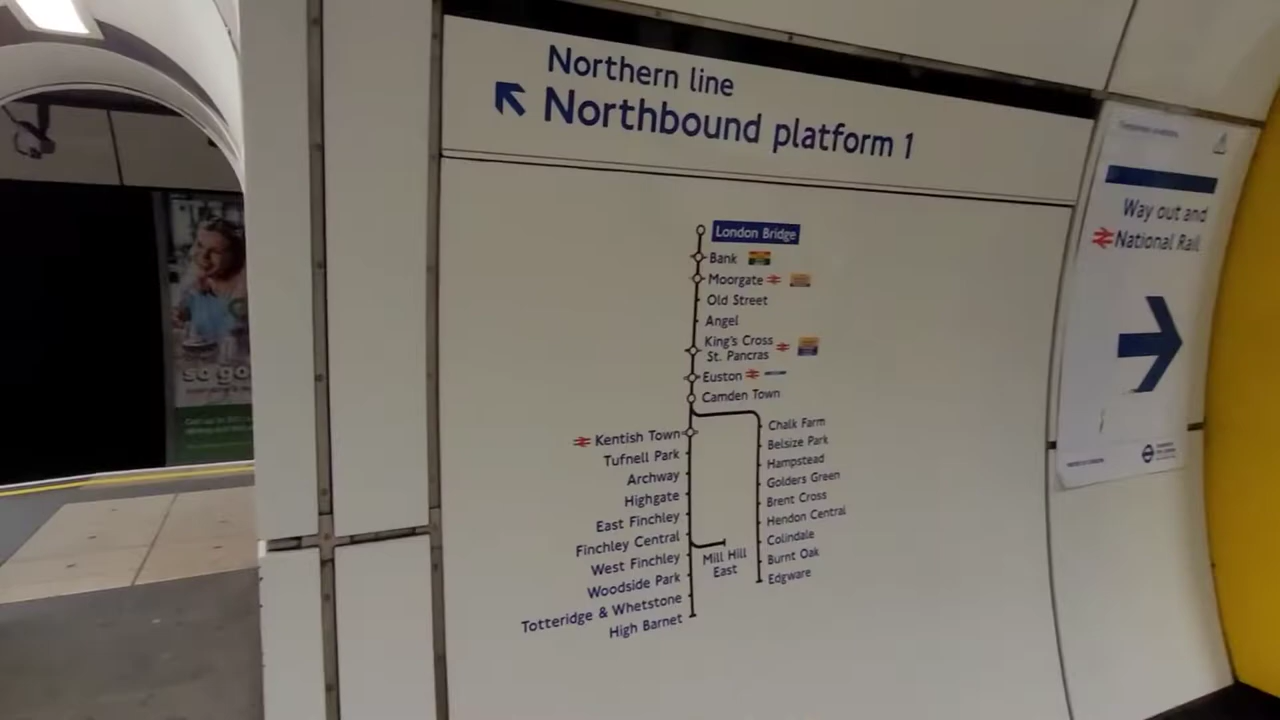 Northern line
Northbound platform 1
London Bridge
Bank
Moorgate
Old Street
Angel
King's Cross
St. Pancras
Euston
Camden Town
Chalk Farm
Belsize Park
Hampstead
Golders Green
Brent Cross
Hendon Central
Colindale
Burnt Oak
Edgware
Kentish Town
Tufnell Park
Archway
Highgate
East Finchley
Finchley Central
West Finchley
Woodside Park
Totteridge & Whetstone
High Barnet
Mill Hill
East
Way out and
National Rail
so go